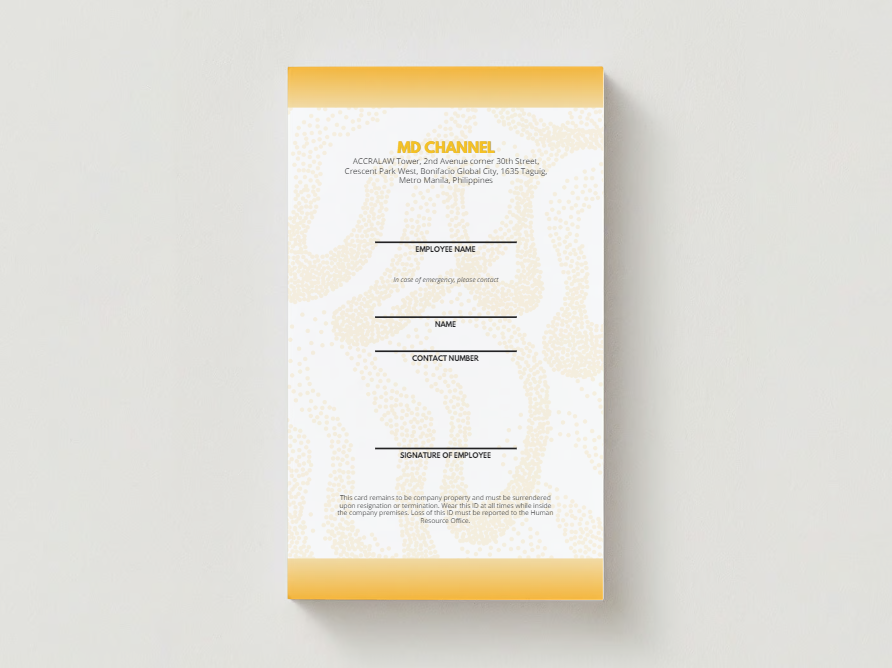 MD CHANNEL
ACCRALAW Tower, 2nd Avenue corner 30th Street,
Crescent Park West, Bonifacio Global City, 1635 Taguig,
Metro Manila, Philippines
EMPLOYEE NAME
In case of emergency, please contact
NAME
CONTACT NUMBER
SIGNATURE OF EMPLOYEE
This card remains to be company property and must be surrendered
upon resignation or termination. Wear this ID at all times while inside
the company premises. Loss of this ID must be reported to the Human
Resource Office.